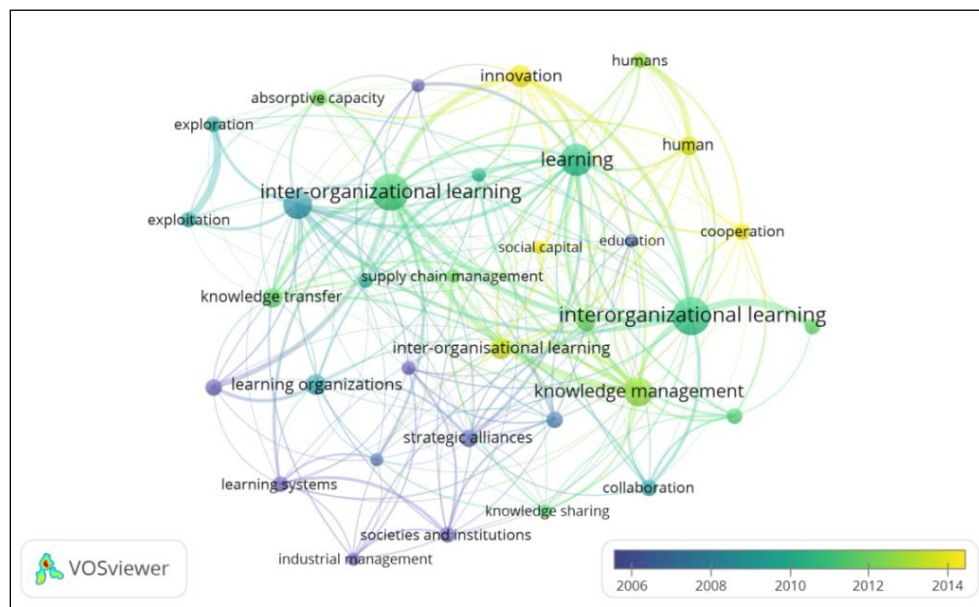 humans
innovation
absorptive capacity
exploration
human
learning
inter-organizational learning
exploitation
cooperation
education
social capital
supply chain management
knowledge transfer
interorganizational learning
inter-organisational learning
learning organizations
knowledge management
strategic alliances
learning systems
collaboration
knowledge sharing
societies and institutions
industrial management
VOSviewer
2006 2008 2010 2012 2014